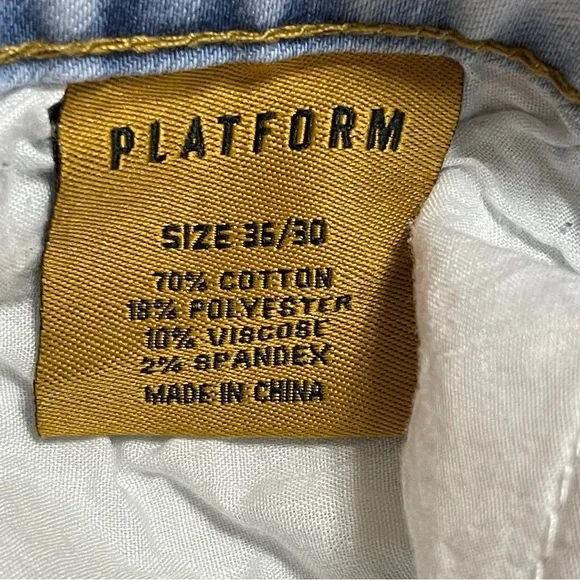 PLATFORM
SIZE 36/30
70% COTTON
18% POLYESTER
10% VISCOSE
2% SPANDEX
MADE IN CHINA